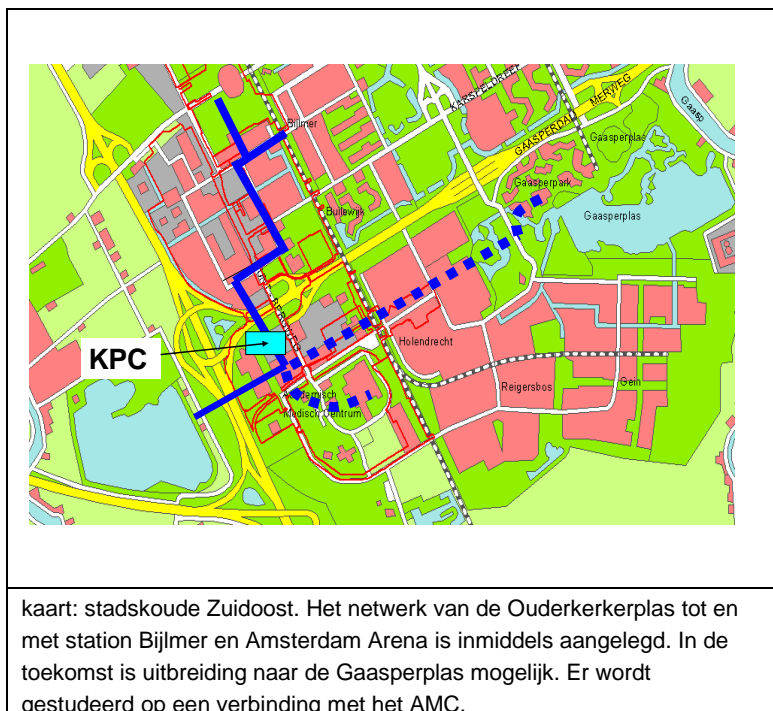 KARSPELDREEF
GAASPERDAMMERWEG
Gaasp
Bijlmer
Gaasperplas
Gaasperpark
Bullewijk
Gaasperplas
BERGWEG
KPC
Holendrecht
Reigersbos
Gein
Academisch
Medisch Centrum
kaart: stadskoude Zuidoost. Het netwerk van de Ouderkerkerplas tot en
met station Bijlmer en Amsterdam Arena is inmiddels aangelegd. In de
toekomst is uitbreiding naar de Gaasperplas mogelijk. Er wordt
gestudeerd op een verbinding met het AMC.